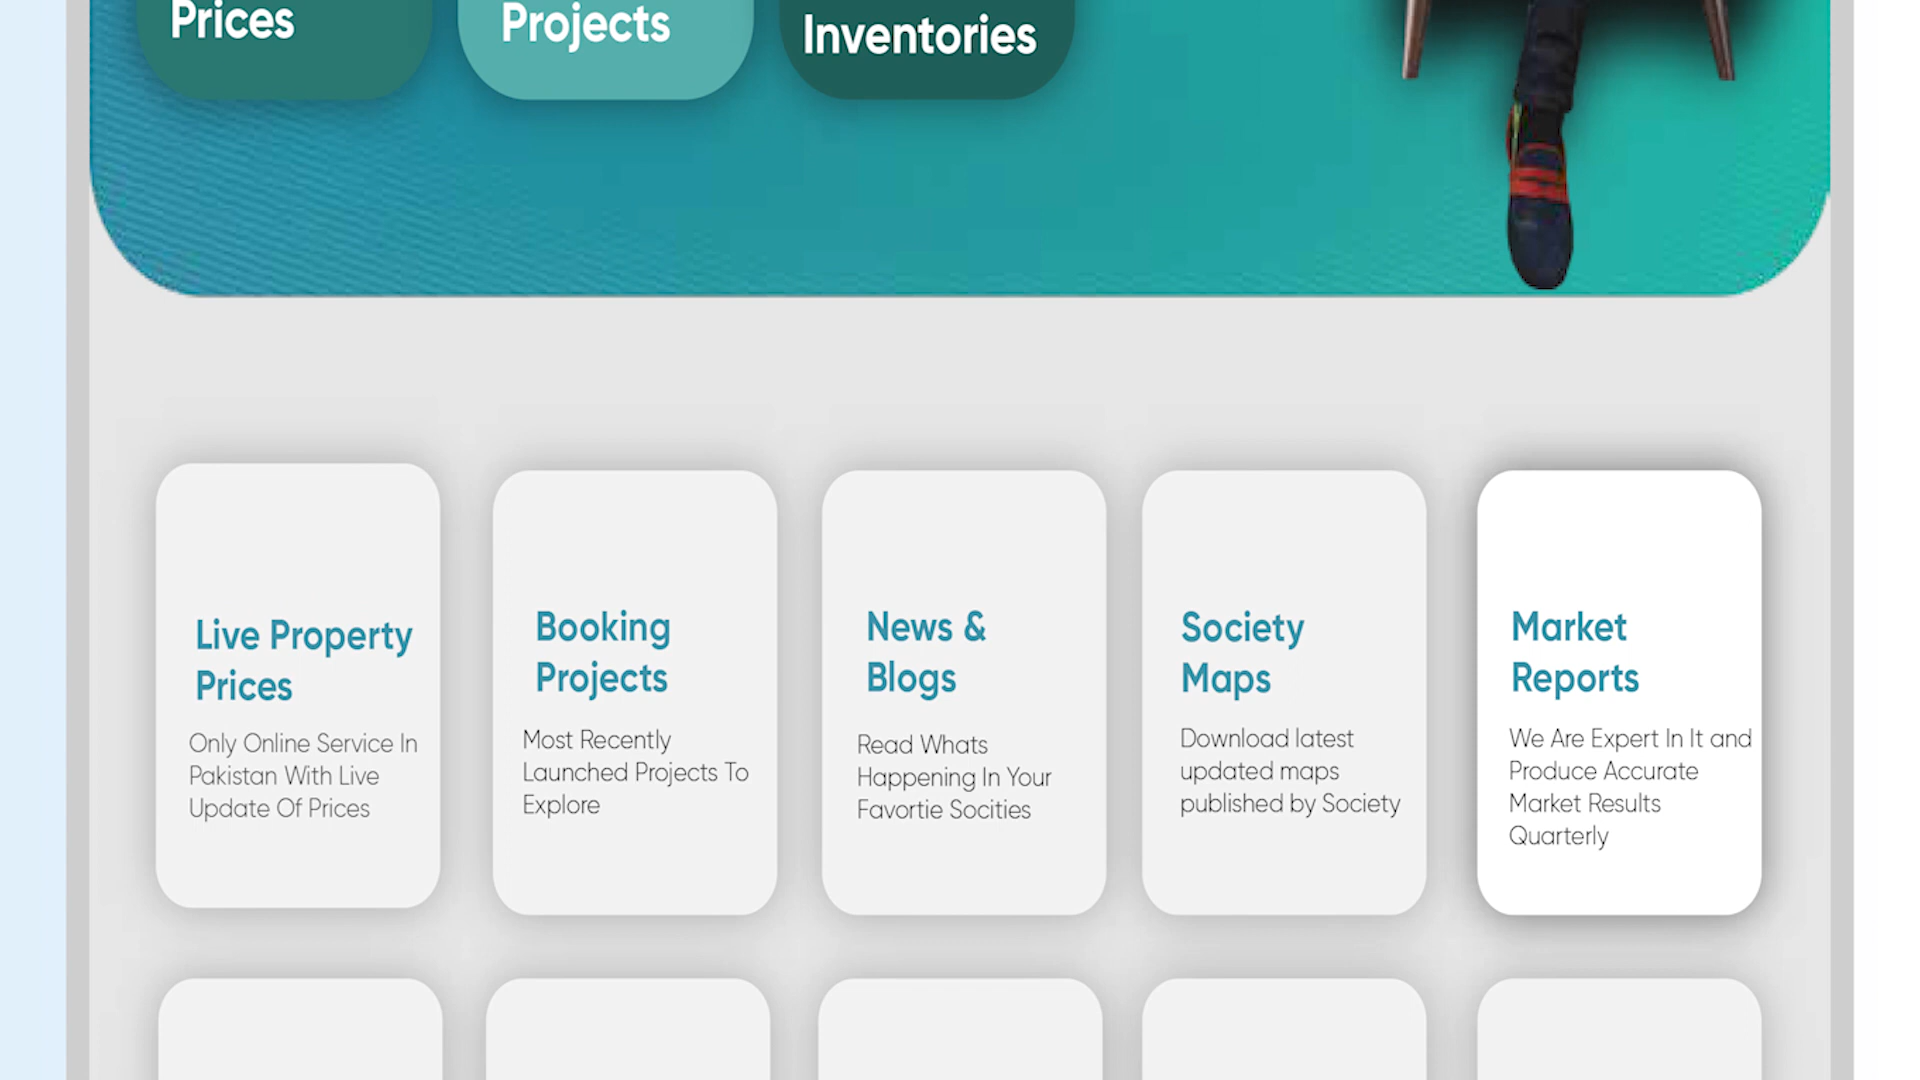 Prices
Projects
Inventories
Live Property
Prices
Only Online Service In
Pakistan With Live
Update Of Prices
Booking
Projects
Most Recently
Launched Projects To
Explore
News &
Blogs
Read Whats
Happening In Your
Favortie Socities
Society
Maps
Download latest
updated maps
published by Society
Market
Reports
We Are Expert In It and
Produce Accurate
Market Results
Quarterly